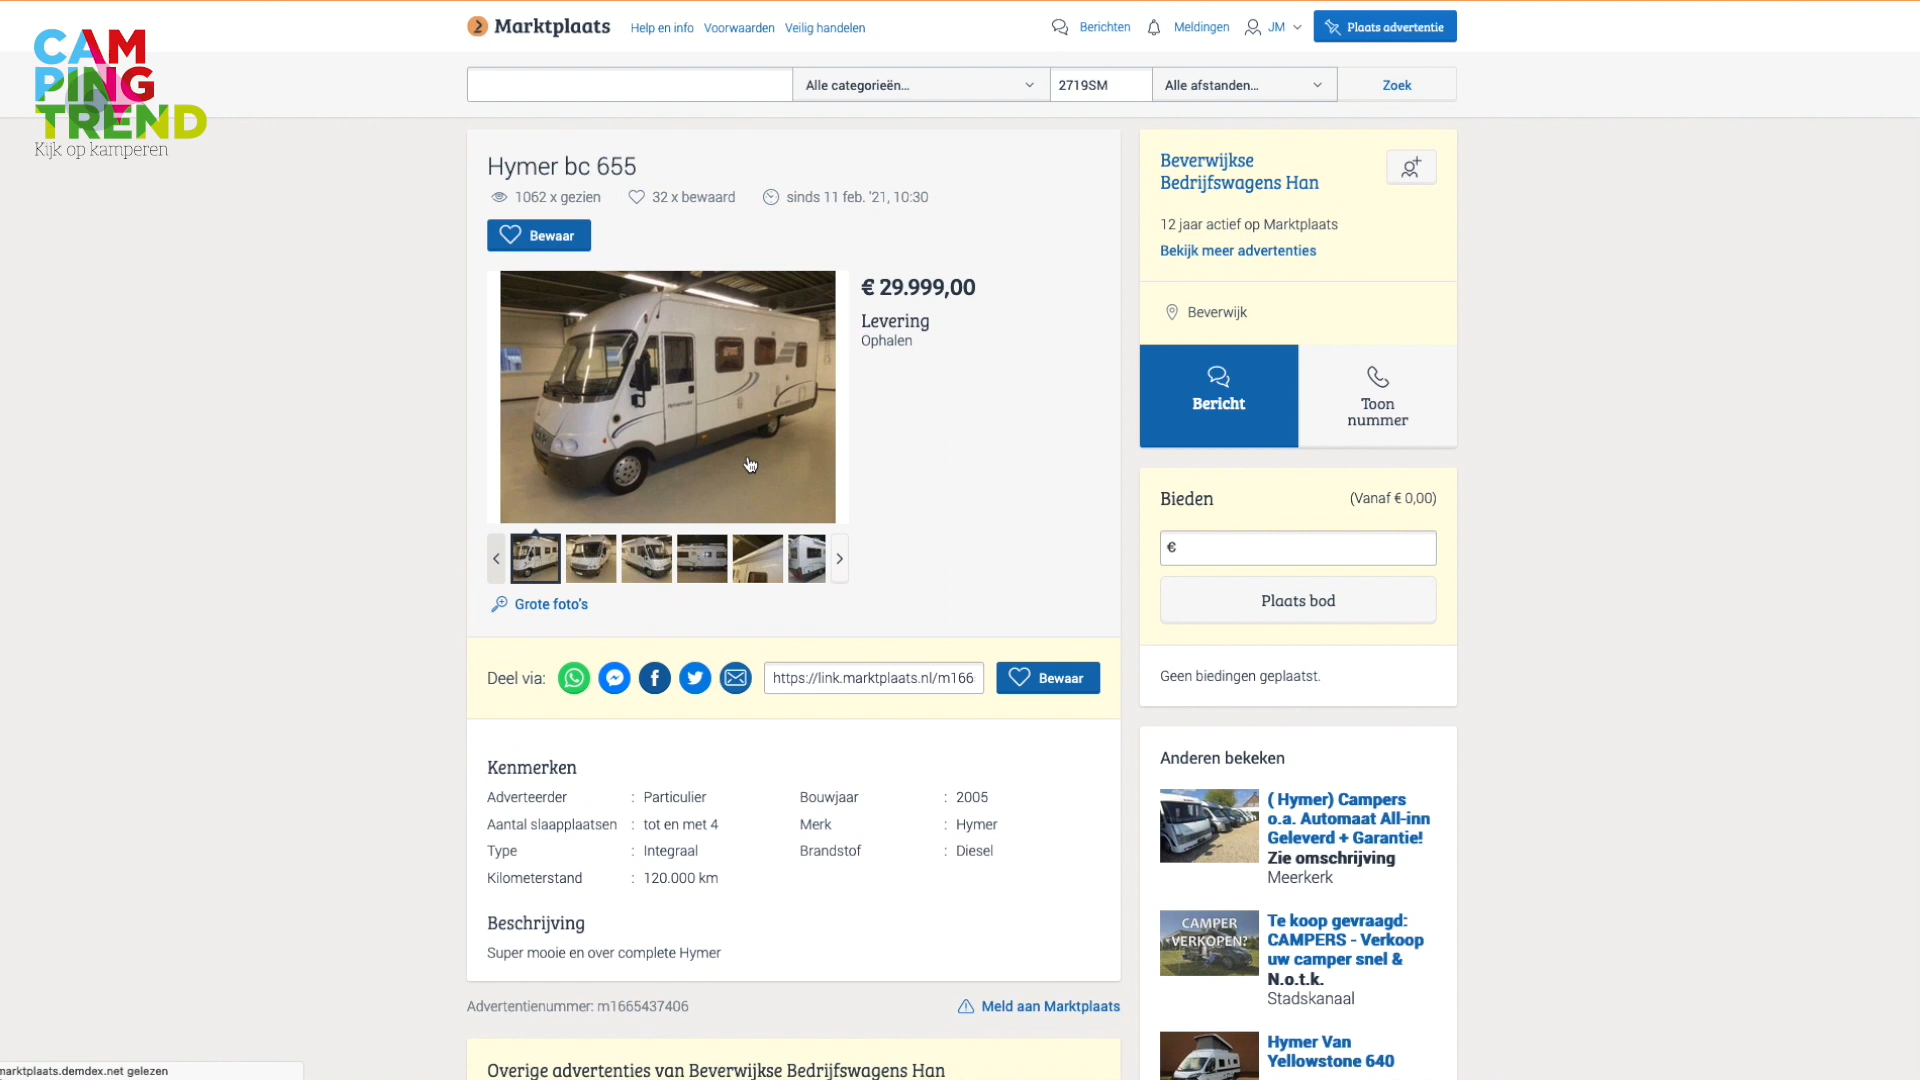 CAM
PING
TREND
Kijk op kamperen
Marktplaats
Help en info Voorwaarden Veilig handelen
Berichten Meldingen JM Plaats advertentie
Alle categorieën... 2719SM Alle afstanden... Zoek
Hymer bc 655
1062 x gezien 32 x bewaard sinds 11 feb. '21, 10:30
Bewaar
€ 29.999,00
Levering
Ophalen
Grote foto's
Deel via: https://link.marktplaats.nl/m166 Bewaar
Kenmerken
Adverteerder : Particulier Bouwjaar : 2005
Aantal slaapplaatsen : tot en met 4 Merk : Hymer
Type : Integraal Brandstof : Diesel
Kilometerstand : 120.000 km
Beschrijving
Super mooie en over complete Hymer
Advertentienummer: m1665437406 Meld aan Marktplaats
Overige advertenties van Beverwijkse Bedrijfswagens Han
Beverwijkse
Bedrijfswagens Han
12 jaar actief op Marktplaats
Bekijk meer advertenties
Beverwijk
Bericht
Toon
nummer
Bieden (Vanaf € 0,00)
€
Plaats bod
Geen biedingen geplaatst.
Anderen bekeken
( Hymer) Campers
o.a. Automaat All-inn
Geleverd + Garantie!
Zie omschrijving
Meerkerk
CAMPER
VERKOPEN?
Te koop gevraagd:
CAMPERS - Verkoop
uw camper snel &
N.o.t.k.
Stadskanaal
Hymer Van
Yellowstone 640
marktplaats.demdex.net gelezen